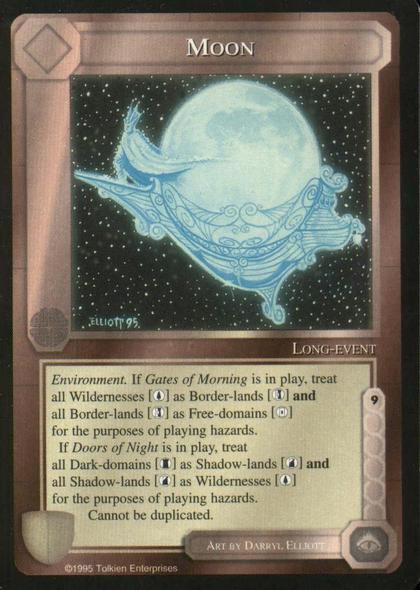 MOON
ELLIOTT 95.
LONG-EVENT
Environment. If Gates of Morning is in play, treat
all Wildernesses [] as Border-lands [] and
all Border-lands [] as Free-domains []
for the purposes of playing hazards.
If Doors of Night is in play, treat
all Dark-domains [] as Shadow-lands [] and
all Shadow-lands [] as Wildernesses []
for the purposes of playing hazards.
Cannot be duplicated.
9
ART BY DARRYL ELLIOTT
©1995 Tolkien Enterprises